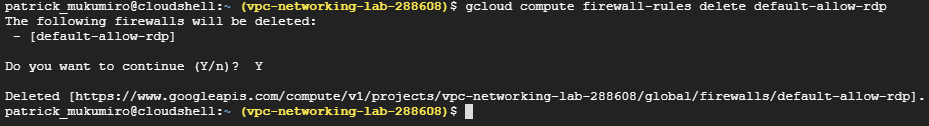 patrick_mukumiro@cloudshell:~ (vpc-networking-lab-288608)$ gcloud compute firewall-rules delete default-allow-rdp
The following firewalls will be deleted:
 - [default-allow-rdp]
Do you want to continue (Y/n)?  Y
Deleted [https://www.googleapis.com/compute/v1/projects/vpc-networking-lab-288608/global/firewalls/default-allow-rdp].
patrick_mukumiro@cloudshell:~ (vpc-networking-lab-288608)$